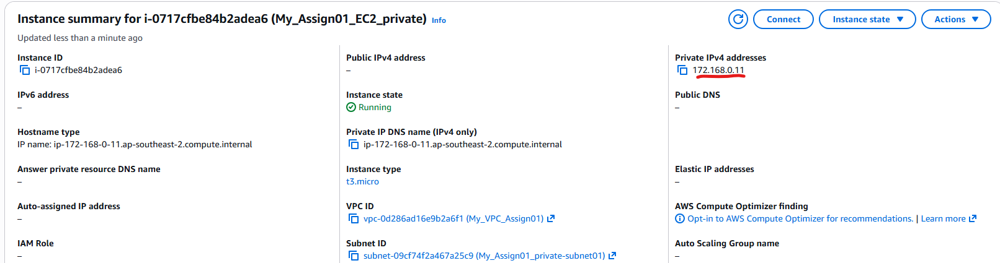 Instance summary for i-0717cfbe84b2adea6 (My_Assign01_EC2_private) Info
Connect
Instance state
Actions
Updated less than a minute ago
Instance ID
i-0717cfbe84b2adea6
Public IPv4 address
–
Private IPv4 addresses
172.168.0.11
IPv6 address
–
Instance state
Running
Public DNS
–
Hostname type
IP name: ip-172-168-0-11.ap-southeast-2.compute.internal
Private IP DNS name (IPv4 only)
ip-172-168-0-11.ap-southeast-2.compute.internal
Answer private resource DNS name
–
Instance type
t3.micro
Elastic IP addresses
–
Auto-assigned IP address
–
VPC ID
vpc-0d286ad16e9b2a6f1 (My_VPC_Assign01)
AWS Compute Optimizer finding
Opt-in to AWS Compute Optimizer for recommendations. | Learn more
IAM Role
–
Subnet ID
subnet-09cf74f2a467a25c9 (My_Assign01_private-subnet01)
Auto Scaling Group name
–